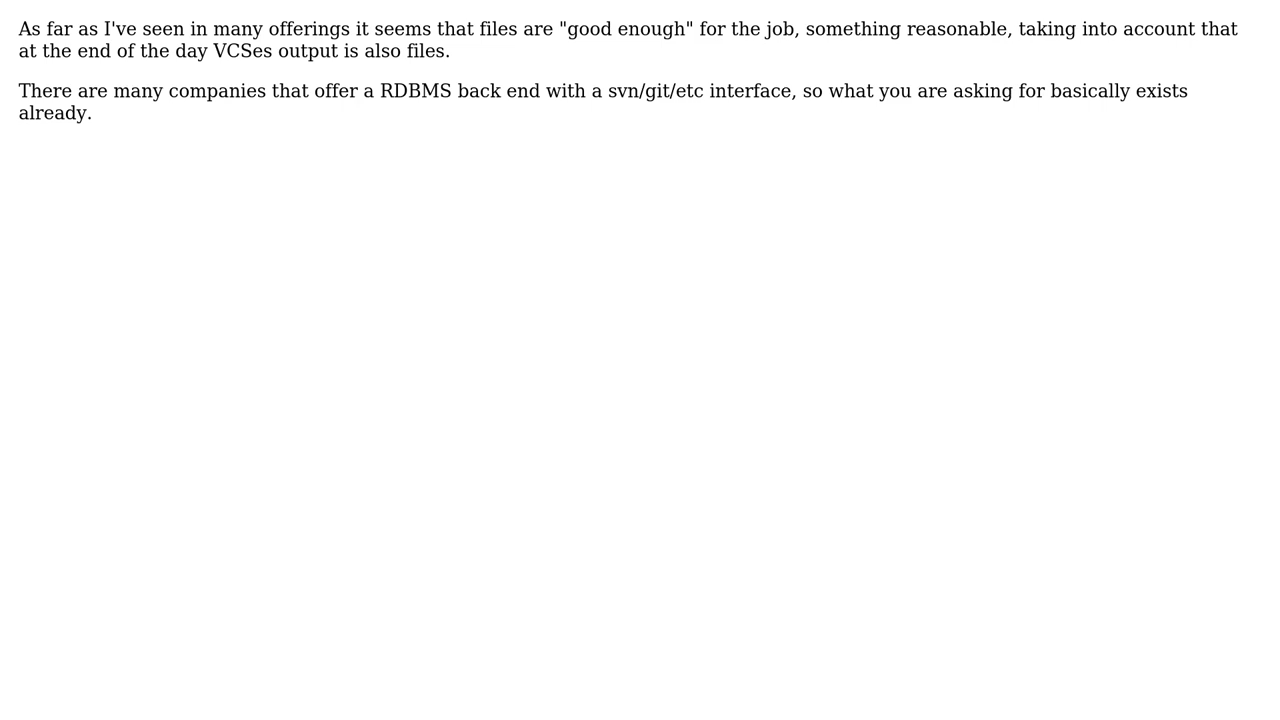 As far as I've seen in many offerings it seems that files are "good enough" for the job, something reasonable, taking into account that
at the end of the day VCSes output is also files.
There are many companies that offer a RDBMS back end with a svn/git/etc interface, so what you are asking for basically exists
already.